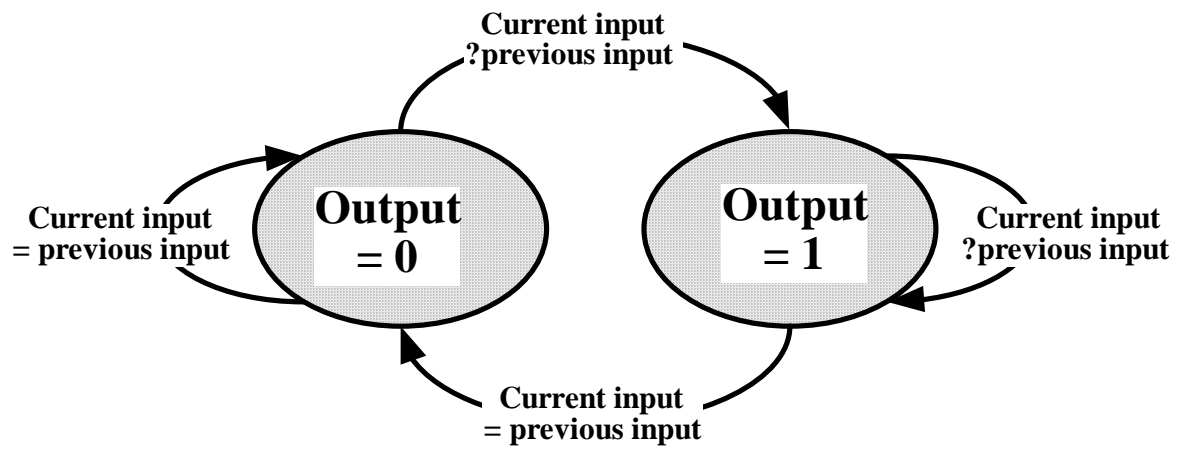 Current input
?previous input
Current input
= previous input
Output
= 0
Output
= 1
Current input
?previous input
Current input
= previous input